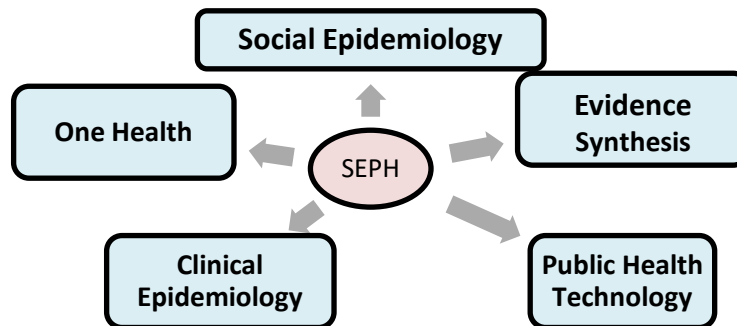 Social Epidemiology
One Health
Evidence
Synthesis
SEPH
Clinical
Epidemiology
Public Health
Technology